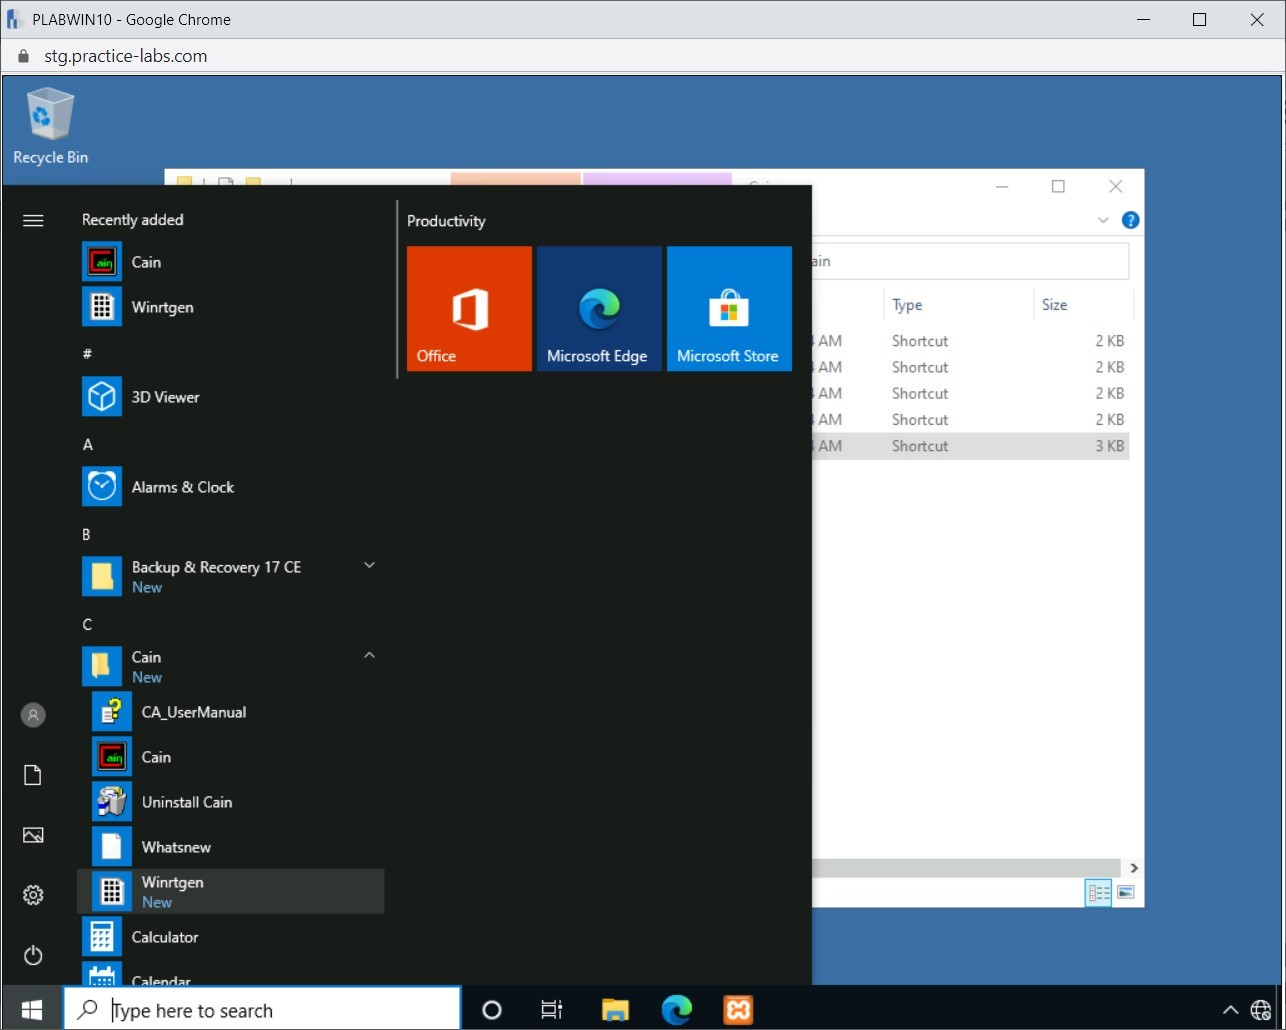 PLABWIN10 - Google Chrome
stg.practice-labs.com
Recycle Bin
Recently added
Cain
Winrtgen
#
3D Viewer
A
Alarms & Clock
B
Backup & Recovery 17 CE
New
C
Cain
New
CA_UserManual
Cain
Uninstall Cain
Whatsnew
Winrtgen
New
Calculator
Calendar
Productivity
Office
Microsoft Edge
Microsoft Store
ain
Type Size
AM Shortcut 2 KB
AM Shortcut 2 KB
AM Shortcut 2 KB
AM Shortcut 2 KB
AM Shortcut 3 KB
Type here to search